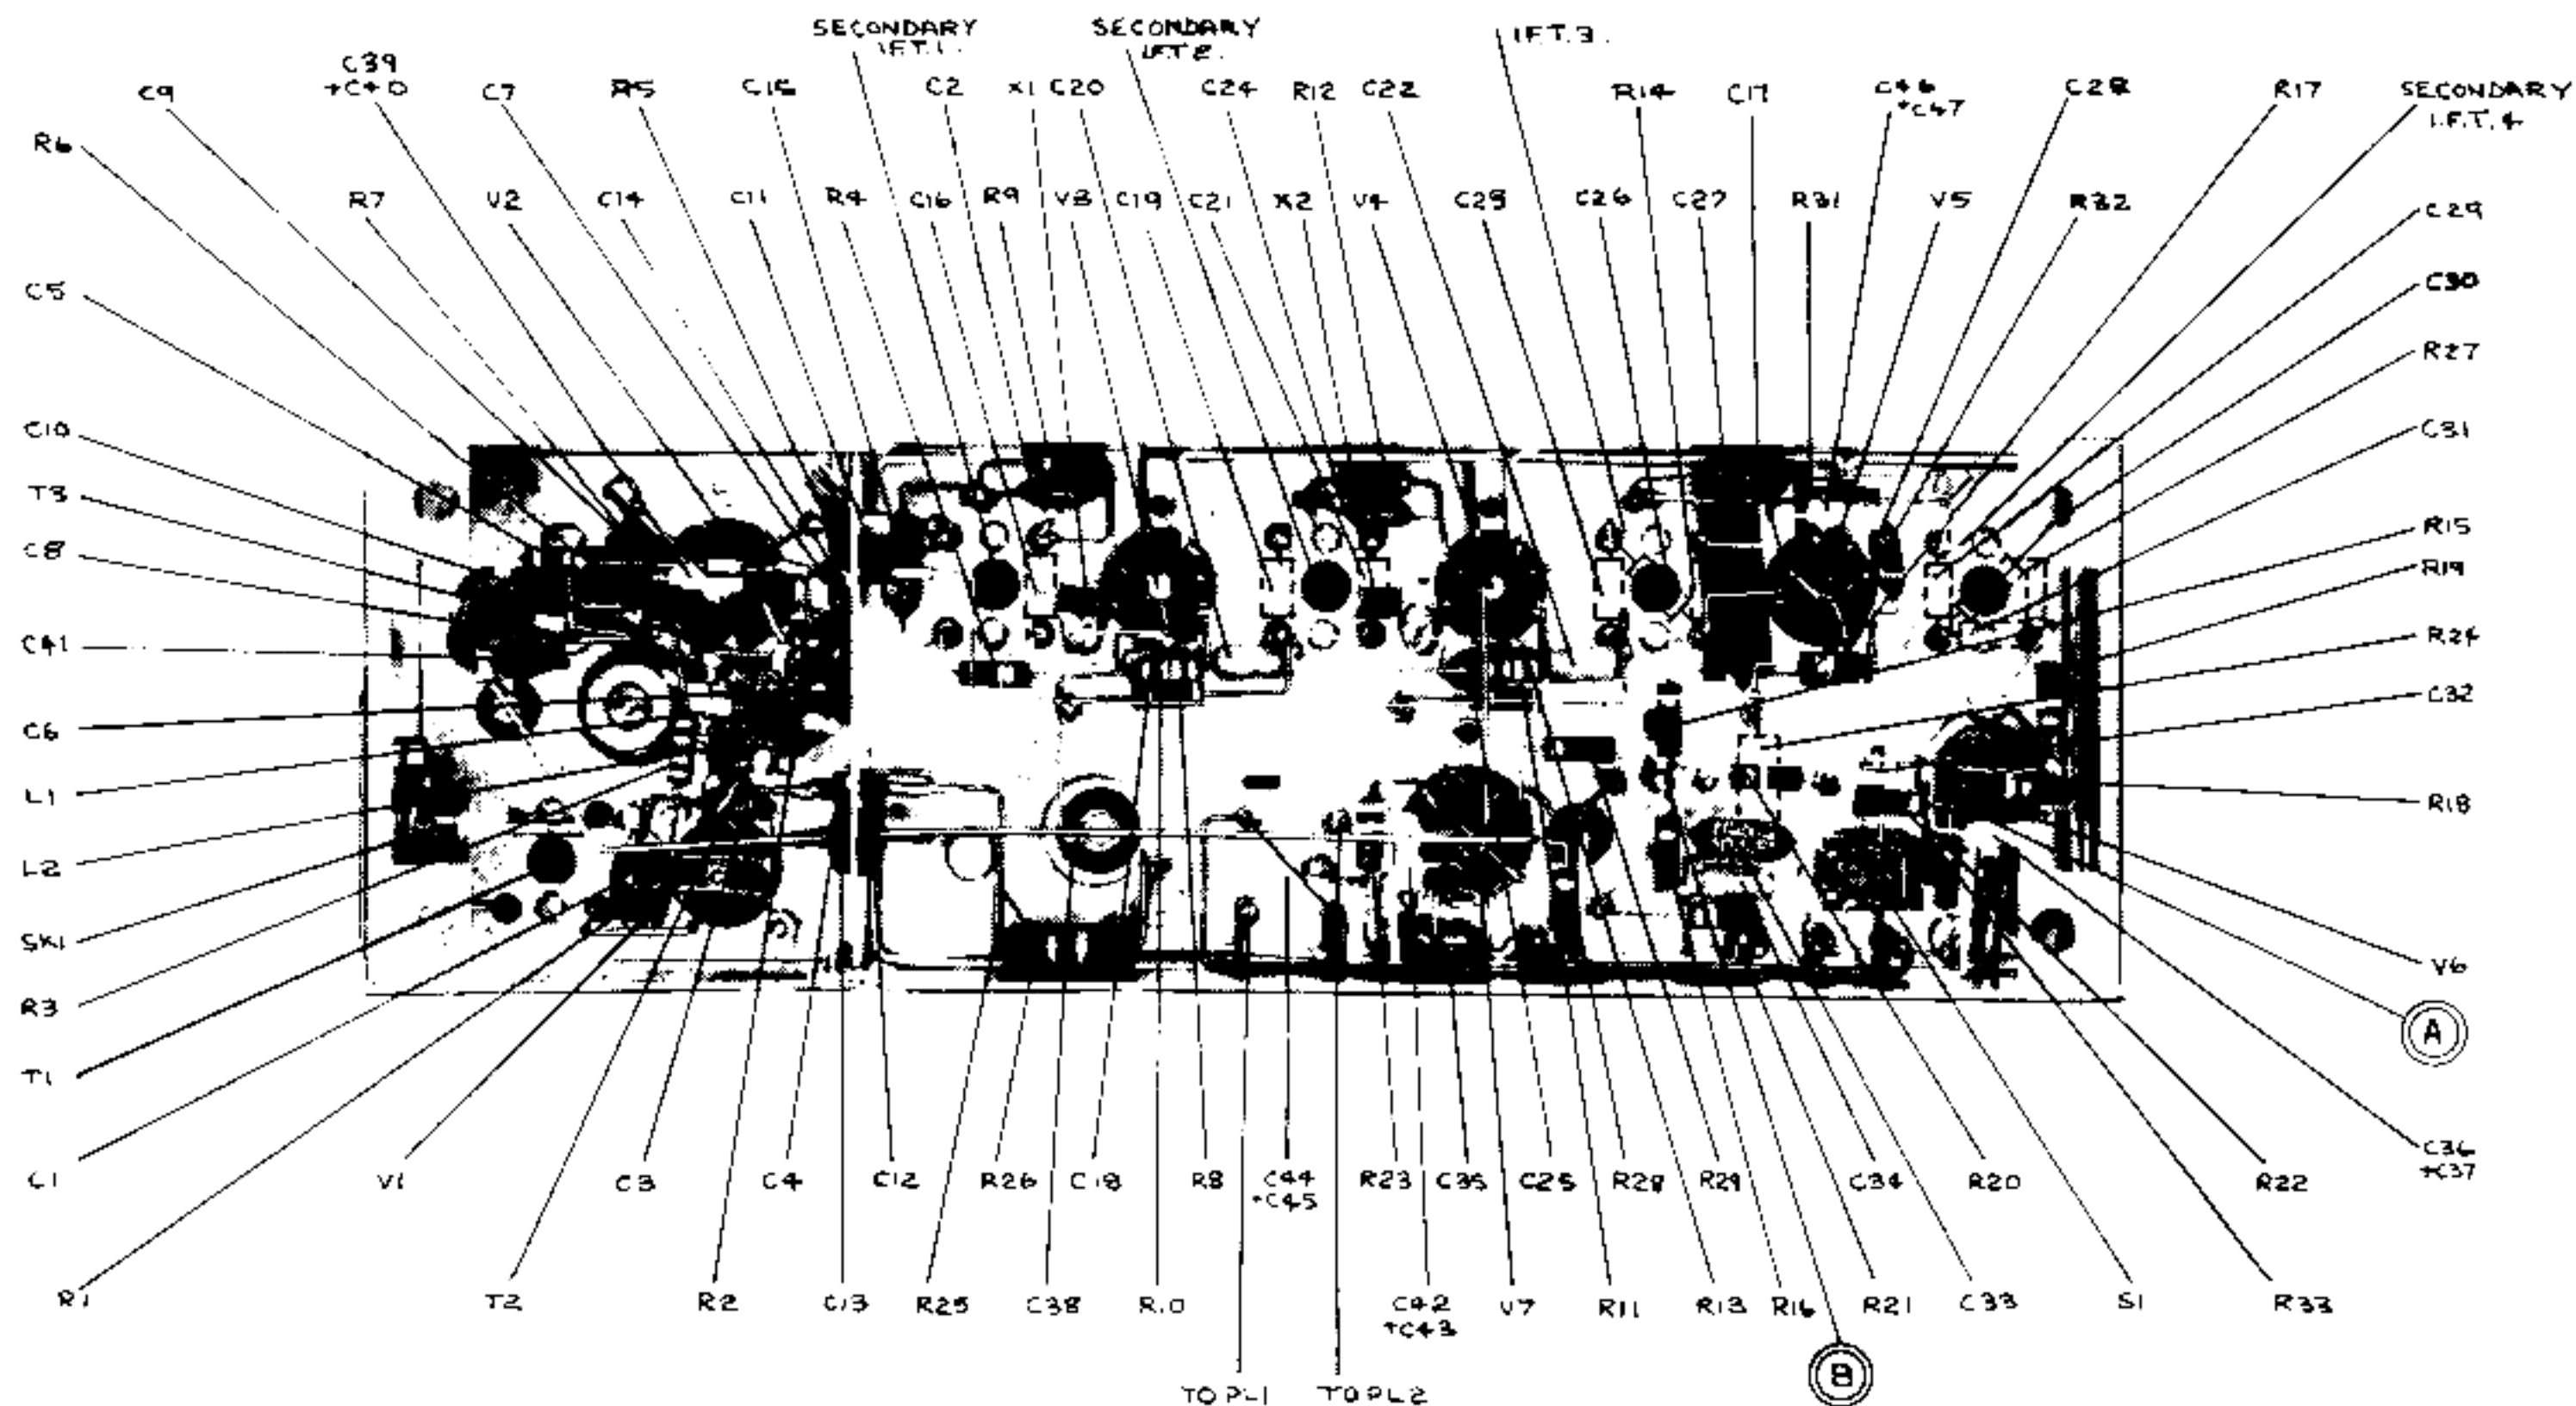 SECONDARY
I.F.T.1.
SECONDARY
I.F.T.2.
I.F.T.3.
C9
C39
+C40
C7
R5
C15
C2
X1
C20
C24
R12
C22
R14
C17
C46
+C47
C28
R17
SECONDARY
I.F.T.4
R6
R7
V2
C14
C11
R4
C16
R9
V3
C19
C21
X2
V4
C23
C26
C27
R31
V5
R32
C29
C5
C30
R27
C10
C31
T3
R15
C8
R19
C41
R24
C6
C32
L1
R18
L2
SK1
V6
R3
A
T1
C1
V1
C3
C4
C12
R26
C18
R8
C44
+C45
R23
C35
C25
R28
R29
C34
R20
R22
C36
+C37
R1
T2
R2
C13
R25
C38
R10
C42
+C43
V7
R11
R13
R16
R21
C33
S1
R33
TO PL1
TO PL2
B